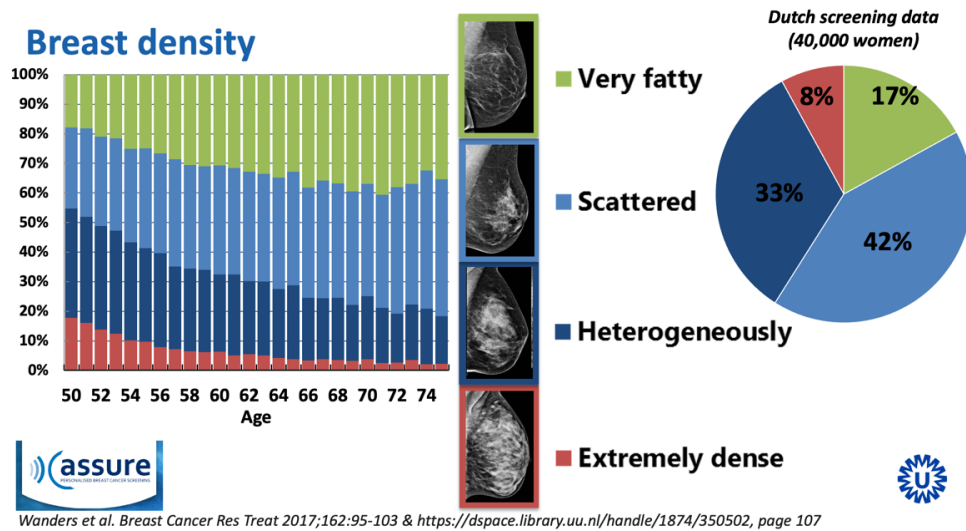 Breast density
100%
90%
80%
70%
60%
50%
40%
30%
20%
10%
0%
50 52 54 56 58 60 62 64 66 68 70 72 74
Age
Very fatty
Scattered
Heterogeneously
Extremely dense
Dutch screening data
(40,000 women)
8%
17%
33%
42%
assure
PERSONALISED BREAST CANCER SCREENING
U
Wanders et al. Breast Cancer Res Treat 2017;162:95-103 & https://dspace.library.uu.nl/handle/1874/350502, page 107